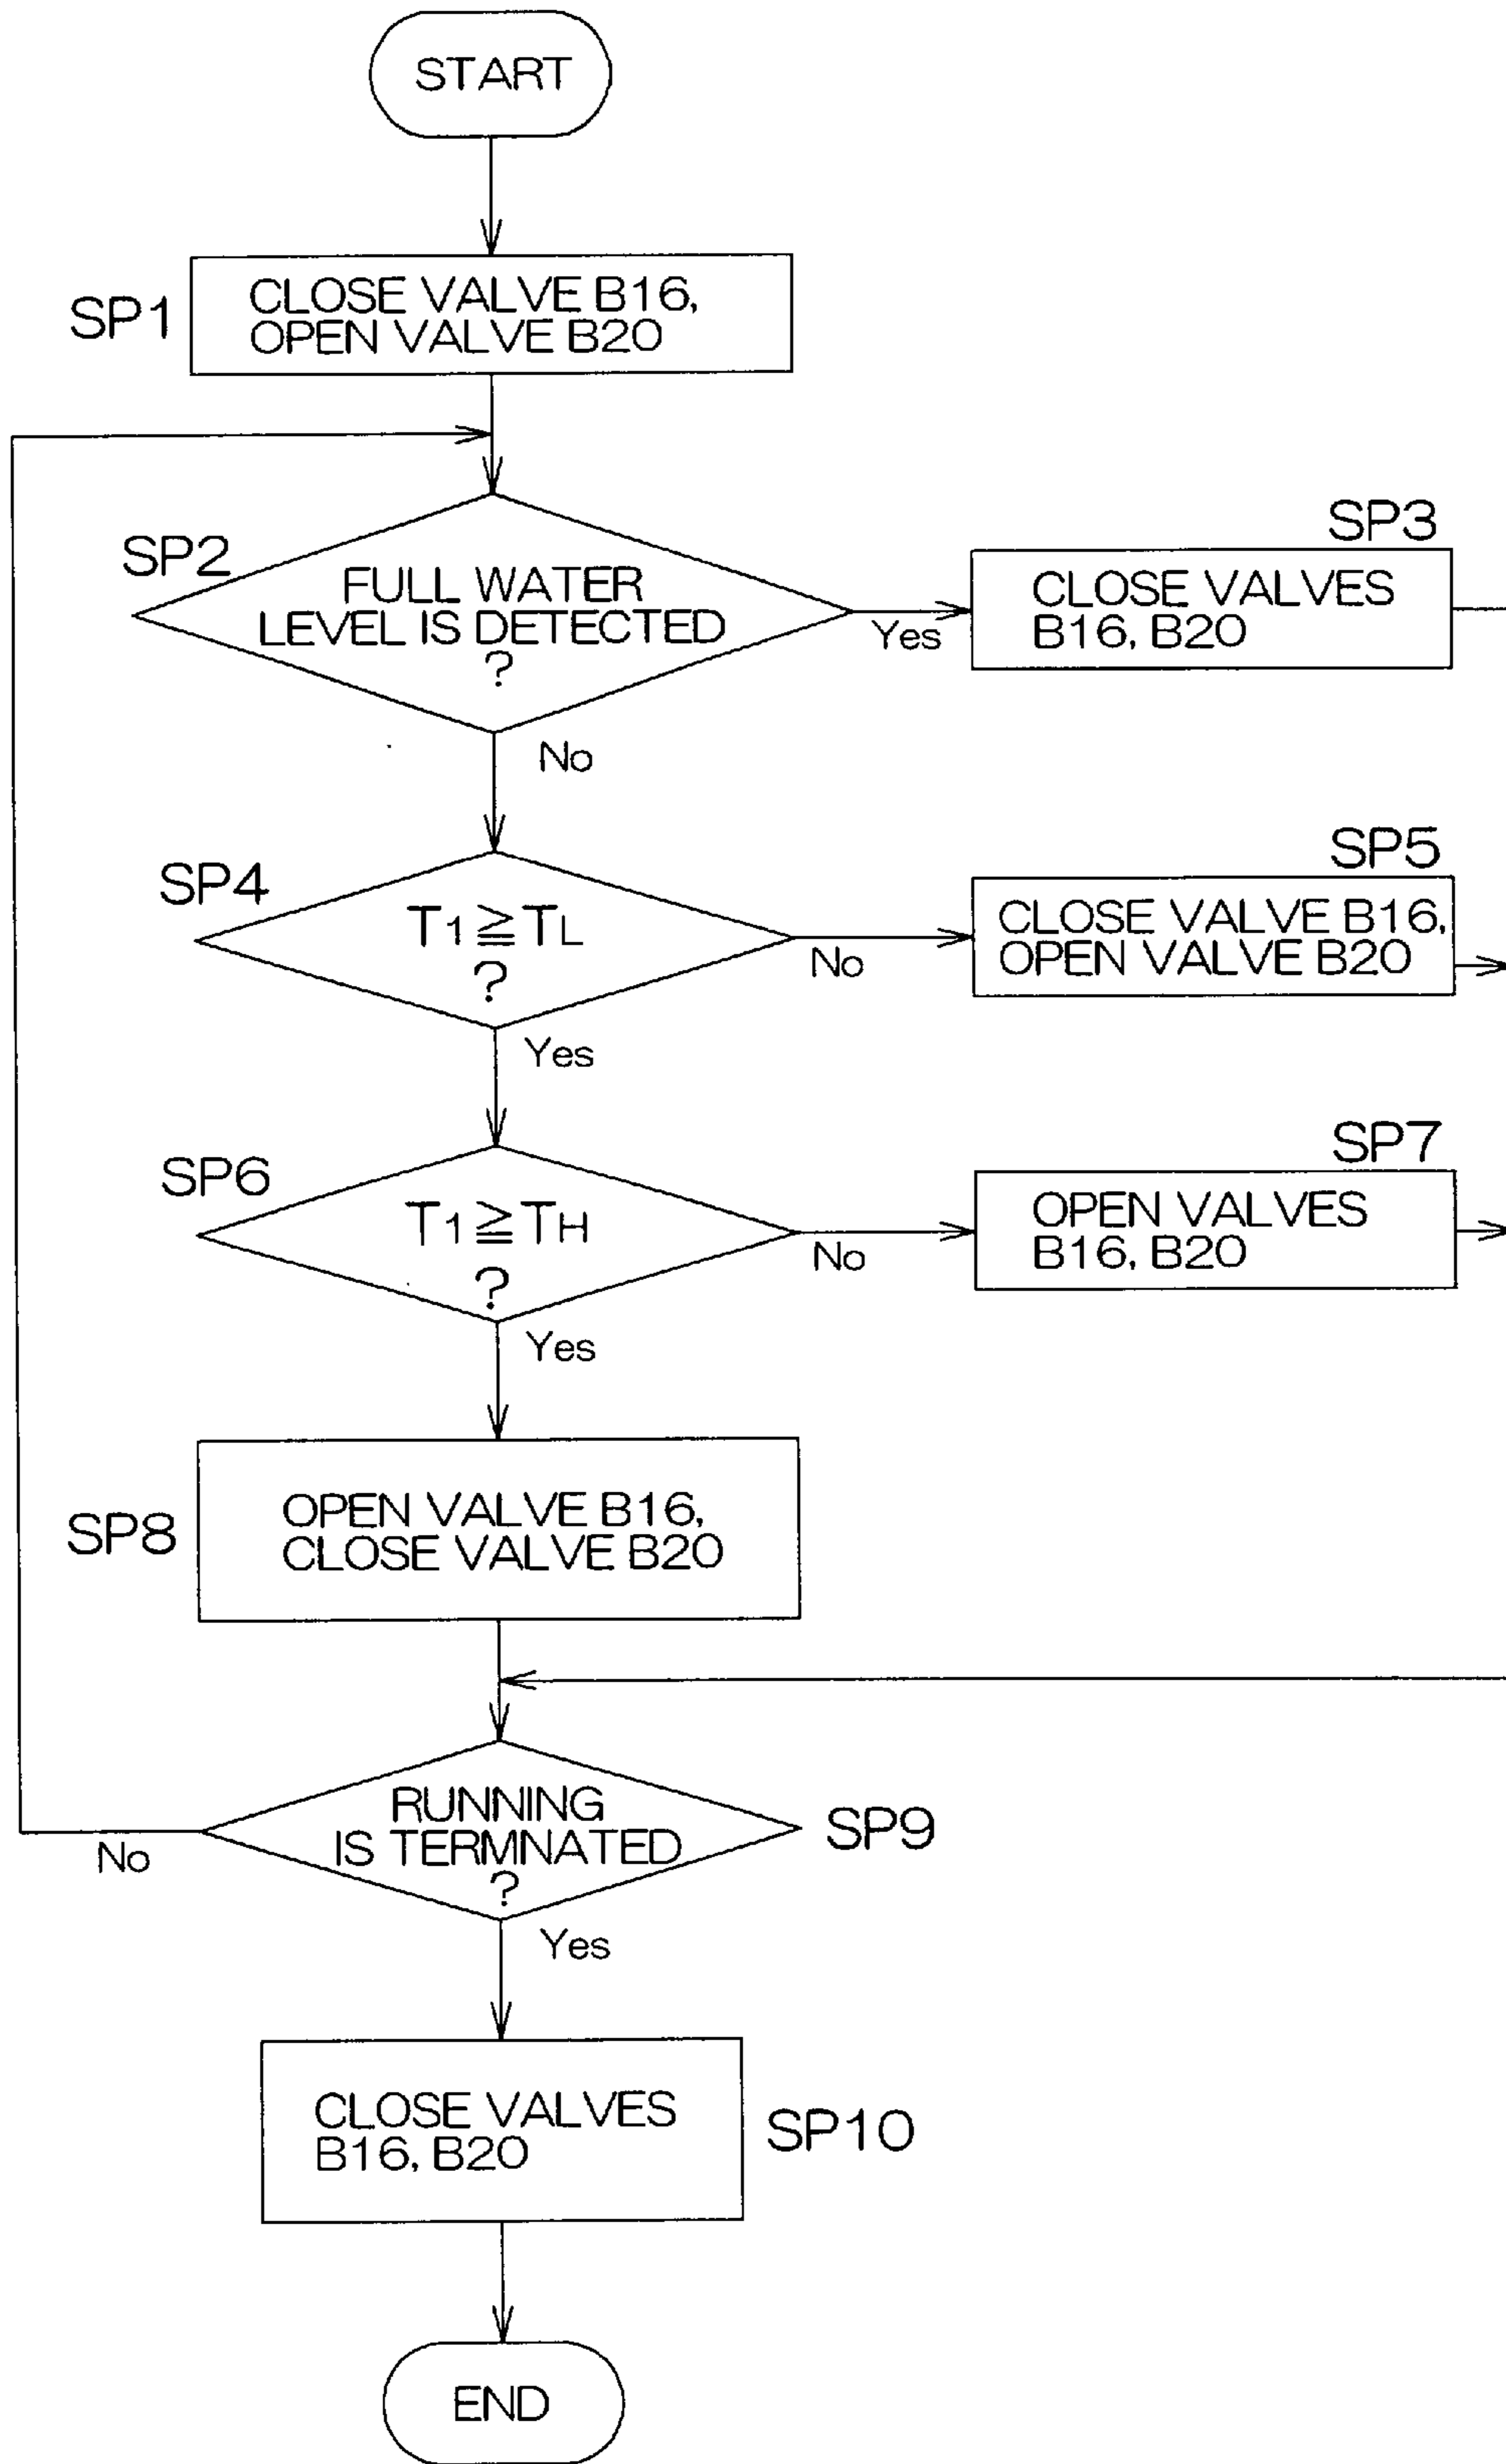 START
SP1
CLOSE VALVE B16,
OPEN VALVE B20
SP2
FULL WATER
LEVEL IS DETECTED
?
Yes
No
SP3
CLOSE VALVES
B16, B20
SP4
T1 ≧ TL
?
No
Yes
SP5
CLOSE VALVE B16,
OPEN VALVE B20
SP6
T1 ≧ TH
?
No
Yes
SP7
OPEN VALVES
B16, B20
SP8
OPEN VALVE B16,
CLOSE VALVE B20
RUNNING
IS TERMNATED
?
SP9
No
Yes
CLOSE VALVES
B16, B20
SP10
END